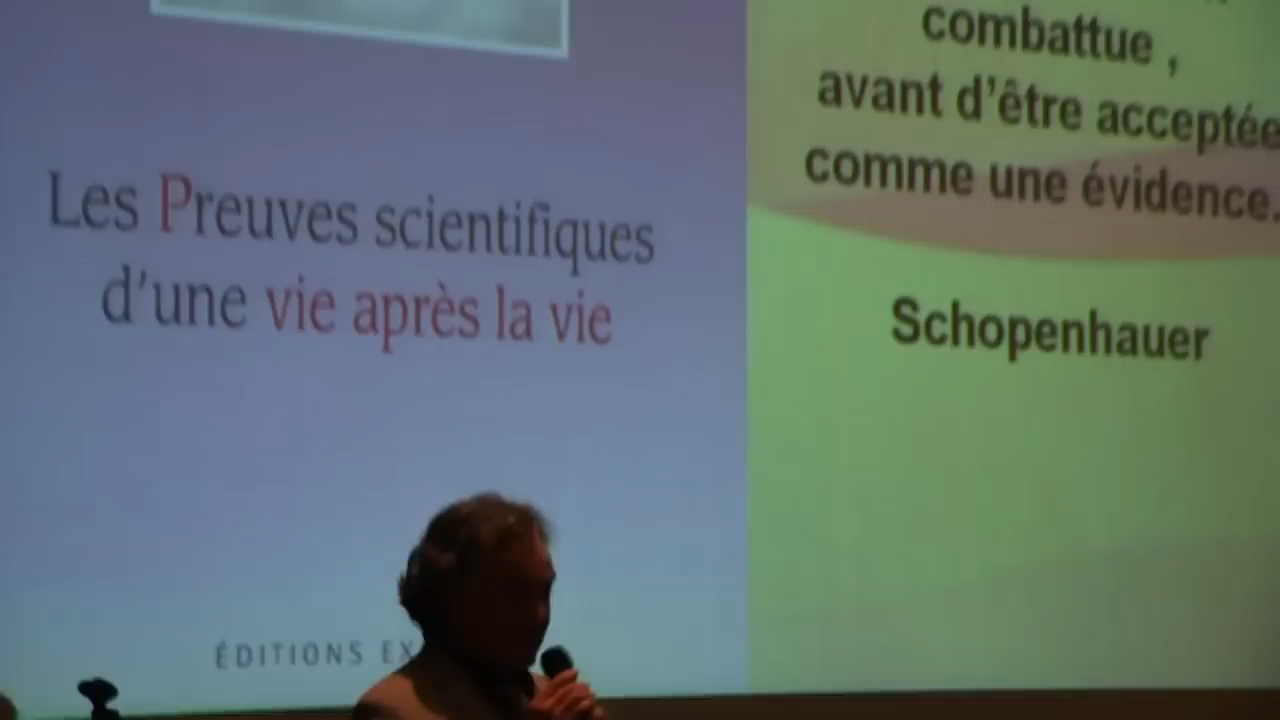 Les Preuves scientifiques
d'une vie après la vie
ÉDITIONS EX
combattue ,
avant d'être acceptée
comme une évidence.
Schopenhauer